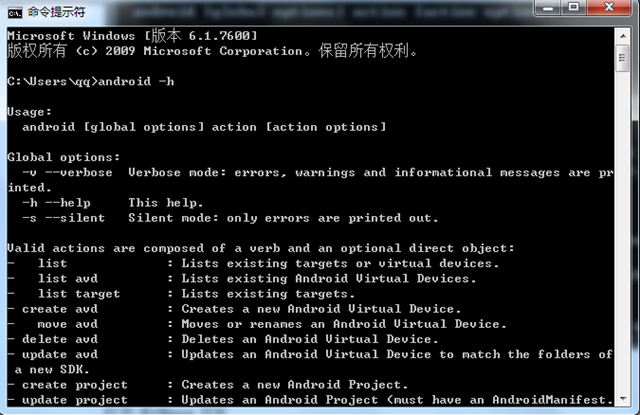 命令提示符
Microsoft Windows [版本 6.1.7600]
版权所有 (c) 2009 Microsoft Corporation。保留所有权利。
C:\Users\qq>android -h
Usage:
android [global options] action [action options]
Global options:
-v --verbose  Verbose mode: errors, warnings and informational messages are pr
inted.
-h --help     This help.
-s --silent   Silent mode: only errors are printed out.
Valid actions are composed of a verb and an optional direct object:
-   list              : Lists existing targets or virtual devices.
-   list avd          : Lists existing Android Virtual Devices.
-   list target       : Lists existing targets.
- create avd          : Creates a new Android Virtual Device.
-   move avd          : Moves or renames an Android Virtual Device.
- delete avd          : Deletes an Android Virtual Device.
- update avd          : Updates an Android Virtual Device to match the folders of
a new SDK.
- create project      : Creates a new Android Project.
- update project      : Updates an Android Project (must have an AndroidManifest.